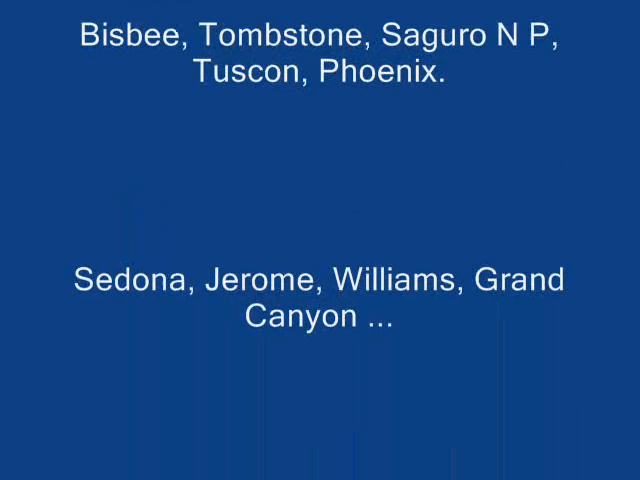 Bisbee, Tombstone, Saguro N P,
Tuscon, Phoenix.
Sedona, Jerome, Williams, Grand
Canyon ...